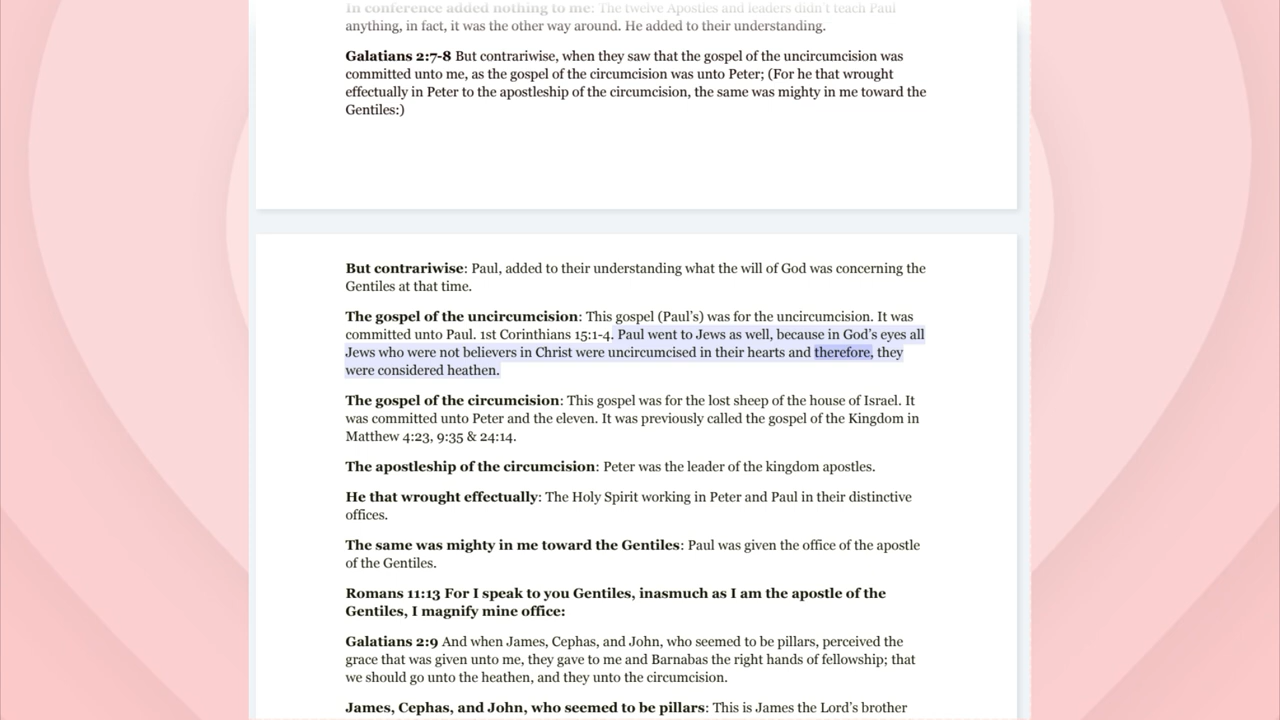 In conference added nothing to me: The twelve Apostles and leaders didn't teach Paul
anything, in fact, it was the other way around. He added to their understanding.
Galatians 2:7-8 But contrariwise, when they saw that the gospel of the uncircumcision was
committed unto me, as the gospel of the circumcision was unto Peter; (For he that wrought
effectually in Peter to the apostleship of the circumcision, the same was mighty in me toward the
Gentiles:)
But contrariwise: Paul, added to their understanding what the will of God was concerning the
Gentiles at that time.
The gospel of the uncircumcision: This gospel (Paul's) was for the uncircumcision. It was
committed unto Paul. 1st Corinthians 15:1-4. Paul went to Jews as well, because in God's eyes all
Jews who were not believers in Christ were uncircumcised in their hearts and therefore, they
were considered heathen.
The gospel of the circumcision: This gospel was for the lost sheep of the house of Israel. It
was committed unto Peter and the eleven. It was previously called the gospel of the Kingdom in
Matthew 4:23, 9:35 & 24:14.
The apostleship of the circumcision: Peter was the leader of the kingdom apostles.
He that wrought effectually: The Holy Spirit working in Peter and Paul in their distinctive
offices.
The same was mighty in me toward the Gentiles: Paul was given the office of the apostle
of the Gentiles.
Romans 11:13 For I speak to you Gentiles, inasmuch as I am the apostle of the
Gentiles, I magnify mine office:
Galatians 2:9 And when James, Cephas, and John, who seemed to be pillars, perceived the
grace that was given unto me, they gave to me and Barnabas the right hands of fellowship; that
we should go unto the heathen, and they unto the circumcision.
James, Cephas, and John, who seemed to be pillars: This is James the Lord's brother